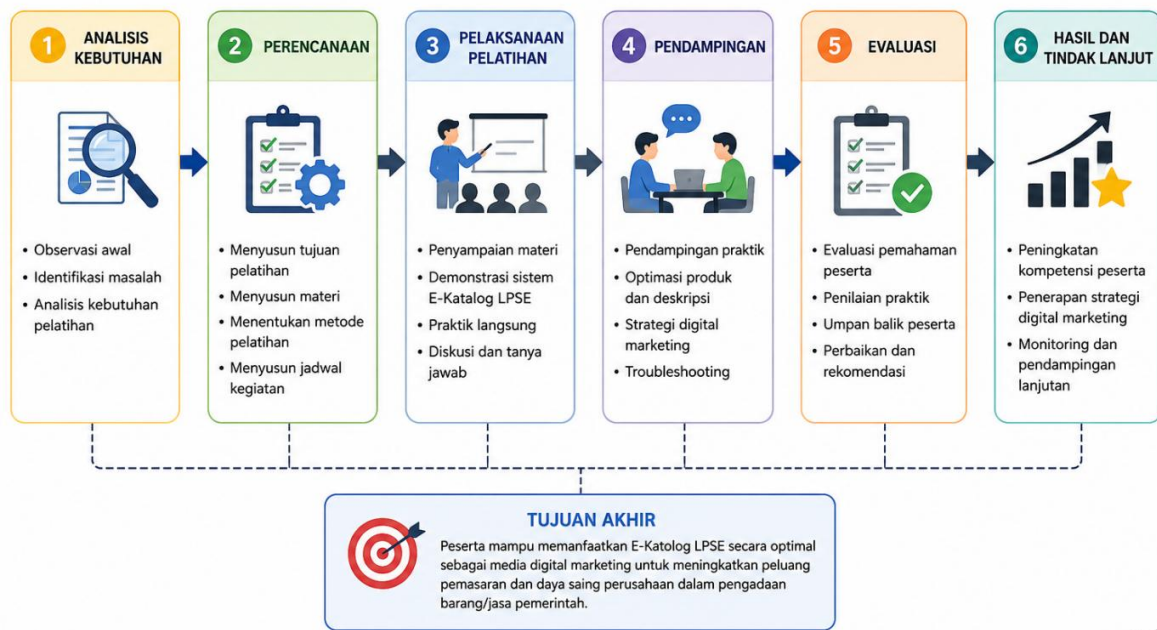 1
ANALISIS
KEBUTUHAN
• Observasi awal
• Identifikasi masalah
• Analisis kebutuhan
pelatihan
2
PERENCANAAN
• Menyusun tujuan
pelatihan
• Menyusun materi
• Menentukan metode
pelatihan
• Menyusun jadwal
kegiatan
3
PELAKSANAAN
PELATIHAN
• Penyampaian materi
• Demonstrasi sistem
E-Katalog LPSE
• Praktik langsung
• Diskusi dan tanya
jawab
4
PENDAMPINGAN
• Pendampingan praktik
• Optimasi produk
dan deskripsi
• Strategi digital
marketing
• Troubleshooting
5
EVALUASI
• Evaluasi pemahaman
peserta
• Penilaian praktik
• Umpan balik peserta
• Perbaikan dan
rekomendasi
6
HASIL DAN
TINDAK LANJUT
• Peningkatan
kompetensi peserta
• Penerapan strategi
digital marketing
• Monitoring dan
pendampingan
lanjutan
TUJUAN AKHIR
Peserta mampu memanfaatkan E-Katolog LPSE secara optimal
sebagai media digital marketing untuk meningkatkan peluang
pemasaran dan daya saing perusahaan dalam pengadaan
barang/jasa pemerintah.